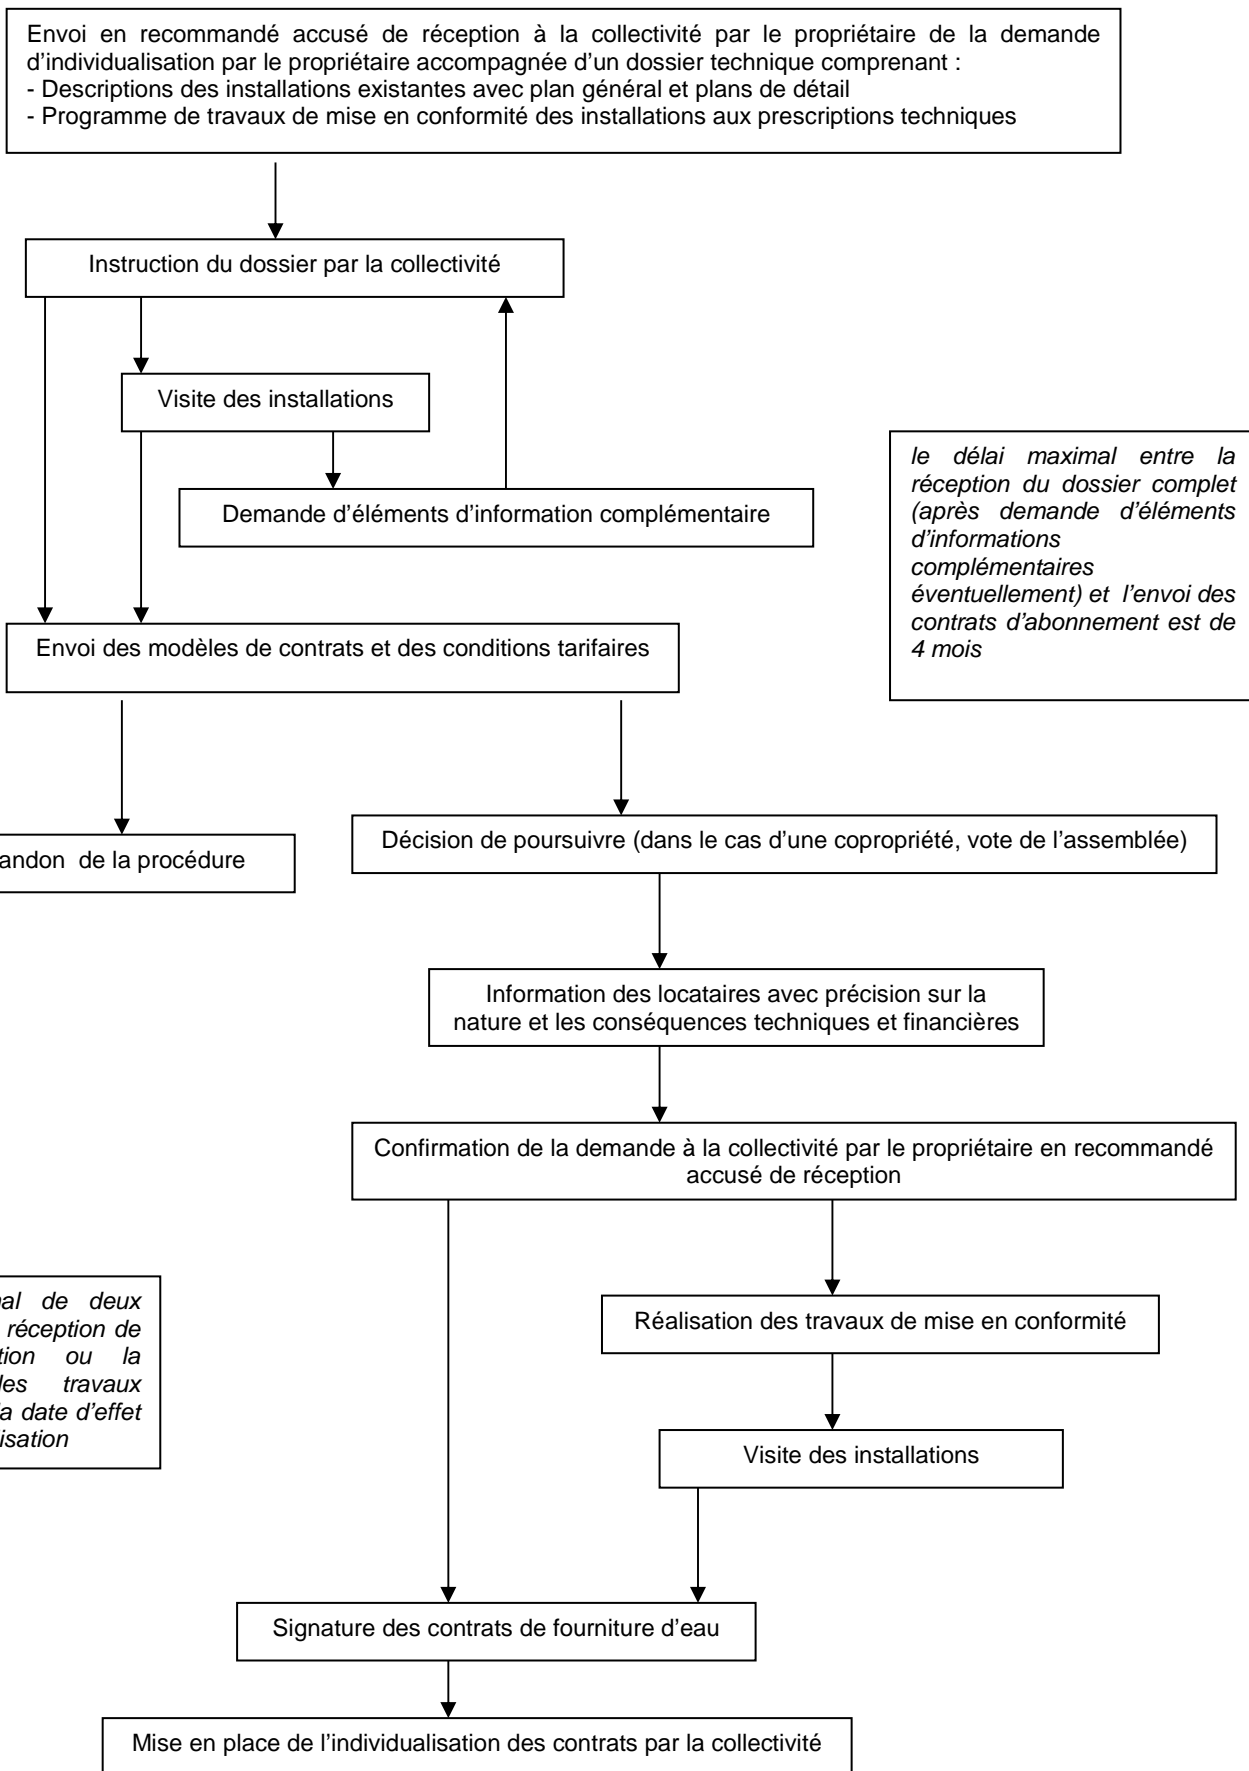 Envoi en recommandé accusé de réception à la collectivité par le propriétaire de la demande
d’individualisation par le propriétaire accompagnée d’un dossier technique comprenant :
- Descriptions des installations existantes avec plan général et plans de détail
- Programme de travaux de mise en conformité des installations aux prescriptions techniques
Instruction du dossier par la collectivité
Visite des installations
Demande d’éléments d’information complémentaire
le délai maximal entre la
réception du dossier complet
(après demande d’éléments
d’informations
complémentaires
éventuellement) et l’envoi des
contrats d’abonnement est de
4 mois
Envoi des modèles de contrats et des conditions tarifaires
de la procédure
Décision de poursuivre (dans le cas d’une copropriété, vote de l’assemblée)
Information des locataires avec précision sur la
nature et les conséquences techniques et financières
Confirmation de la demande à la collectivité par le propriétaire en recommandé
accusé de réception
de deux
réception de
ou la
travaux
date d’effet
Réalisation des travaux de mise en conformité
Visite des installations
Signature des contrats de fourniture d’eau
Mise en place de l’individualisation des contrats par la collectivité